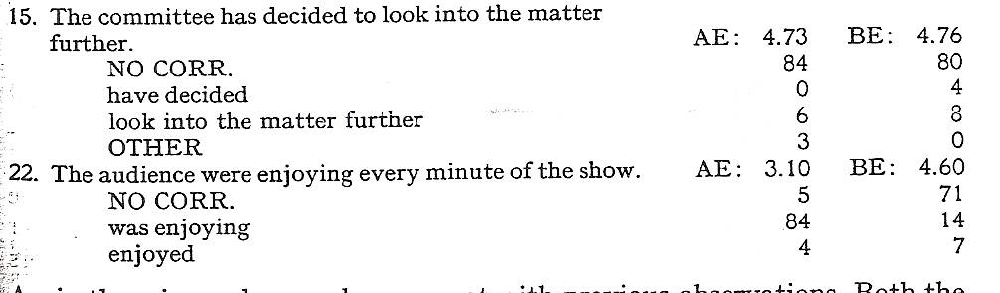 15. The committee has decided to look into the matter
further. AE: 4.73 BE: 4.76
NO CORR. 84 80
have decided 0 4
look into the matter further 6 8
OTHER 3 0
22. The audience were enjoying every minute of the show. AE: 3.10 BE: 4.60
NO CORR. 5 71
was enjoying 84 14
enjoyed 4 7
Both the